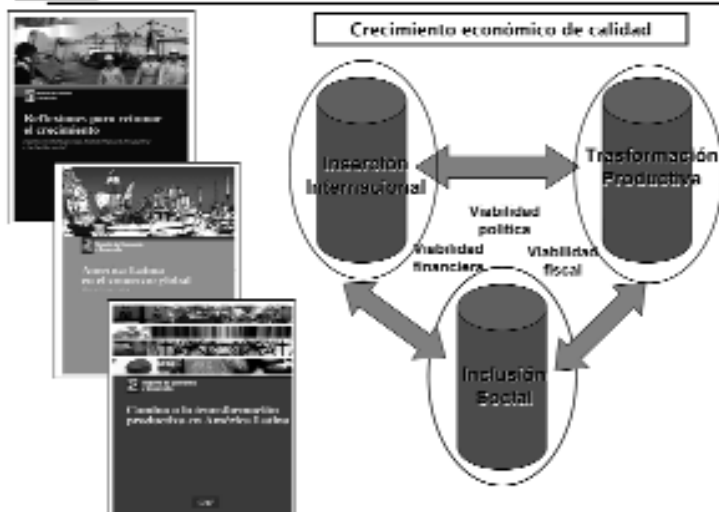 Crecimiento económico de calidad
Reflexiones para retomar
el crecimiento
América Latina
en el comercio global
Camino a la transformación
productiva en América Latina
Inserción
Internacional
Trasformación
Productiva
Viabilidad
política
Viabilidad
financiera
Viabilidad
fiscal
Inclusión
Social